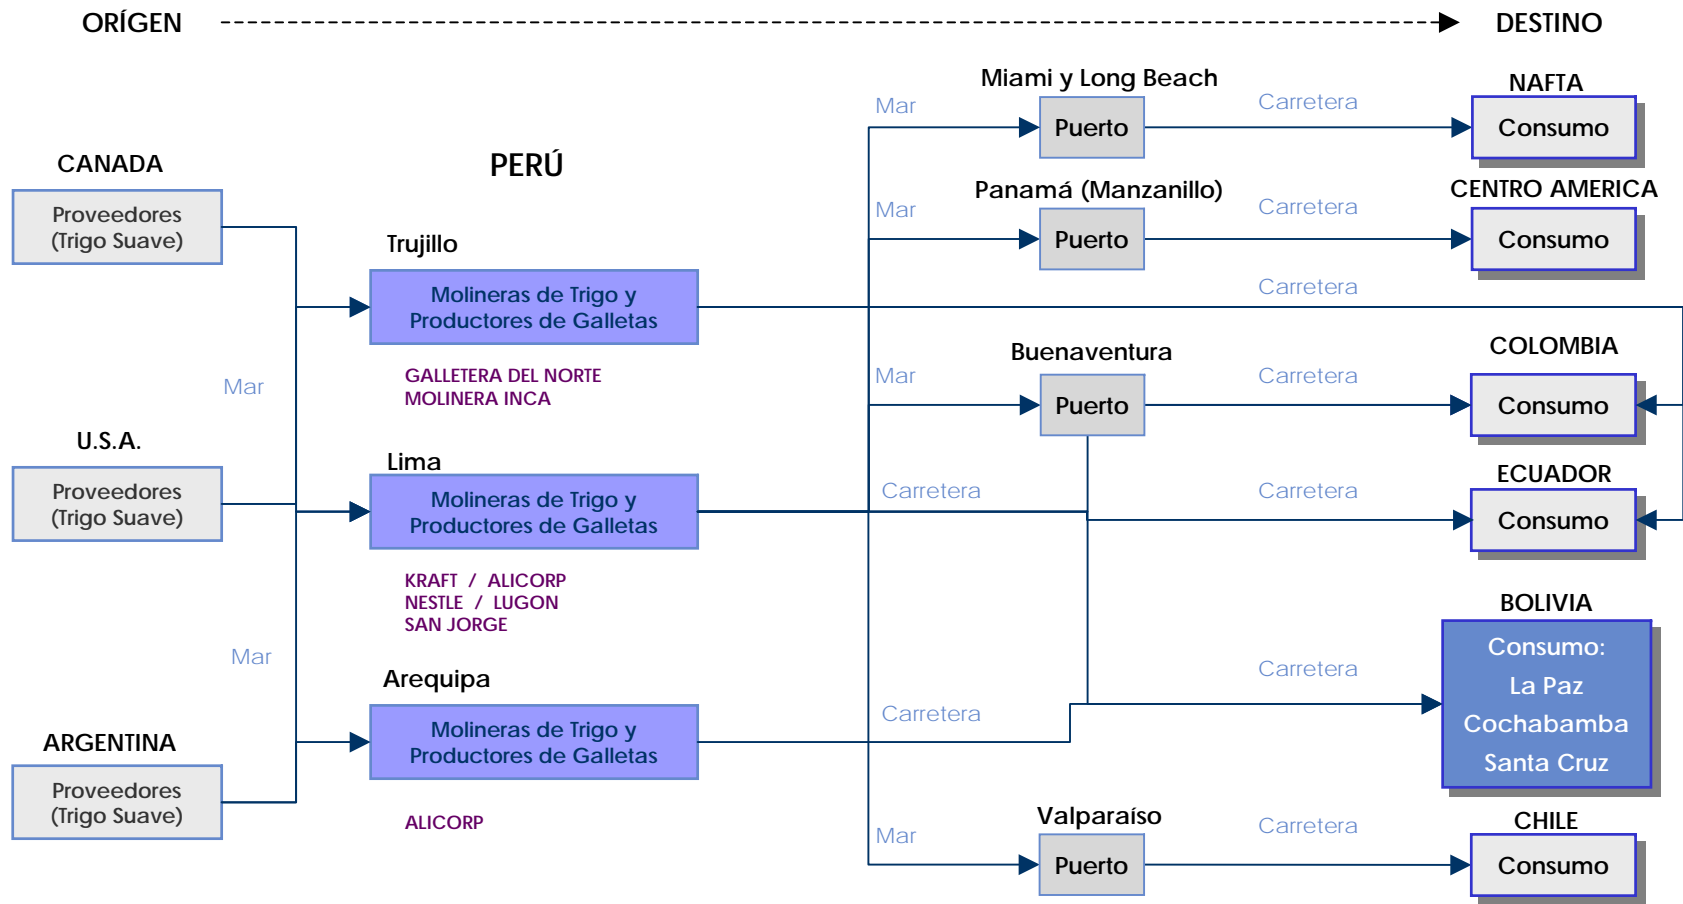 ORÍGEN
DESTINO
CANADA
Proveedores
(Trigo Suave)
Mar
U.S.A.
Proveedores
(Trigo Suave)
Mar
ARGENTINA
Proveedores
(Trigo Suave)
PERÚ
Trujillo
Molineras de Trigo y
Productores de Galletas
GALLETERA DEL NORTE
MOLINERA INCA
Lima
Molineras de Trigo y
Productores de Galletas
KRAFT / ALICORP
NESTLE / LUGON
SAN JORGE
Arequipa
Molineras de Trigo y
Productores de Galletas
ALICORP
Miami y Long Beach
Mar
Puerto
Carretera
NAFTA
Consumo
Panamá (Manzanillo)
Mar
Puerto
Carretera
CENTRO AMERICA
Consumo
Carretera
Buenaventura
Mar
Puerto
Carretera
COLOMBIA
Consumo
Carretera
Carretera
ECUADOR
Consumo
Carretera
Carretera
BOLIVIA
Consumo:
La Paz
Cochabamba
Santa Cruz
Valparaíso
Mar
Puerto
Carretera
CHILE
Consumo